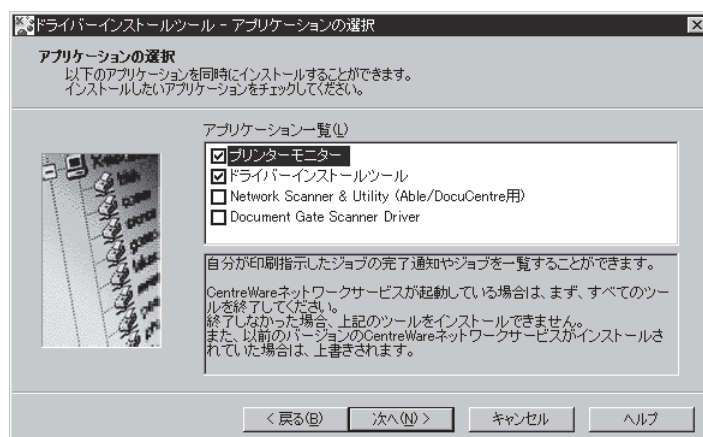 ドライバーインストールツール - アプリケーションの選択
アプリケーションの選択
以下のアプリケーションを同時にインストールすることができます。
インストールしたいアプリケーションをチェックしてください。
アプリケーション一覧(L)
プリンターモニター
ドライバーインストールツール
Network Scanner & Utility (Able/DocuCentre用)
Document Gate Scanner Driver
自分が印刷指示したジョブの完了通知やジョブを一覧することができます。
CentreWareネットワークサービスが起動している場合は、まず、すべてのツー
ルを終了してください。
終了しなかった場合、上記のツールをインストールできません。
また、以前のバージョンのCentreWareネットワークサービスがインストールさ
れていた場合は、上書きされます。
< 戻る(B)
次へ(N) >
キャンセル
ヘルプ